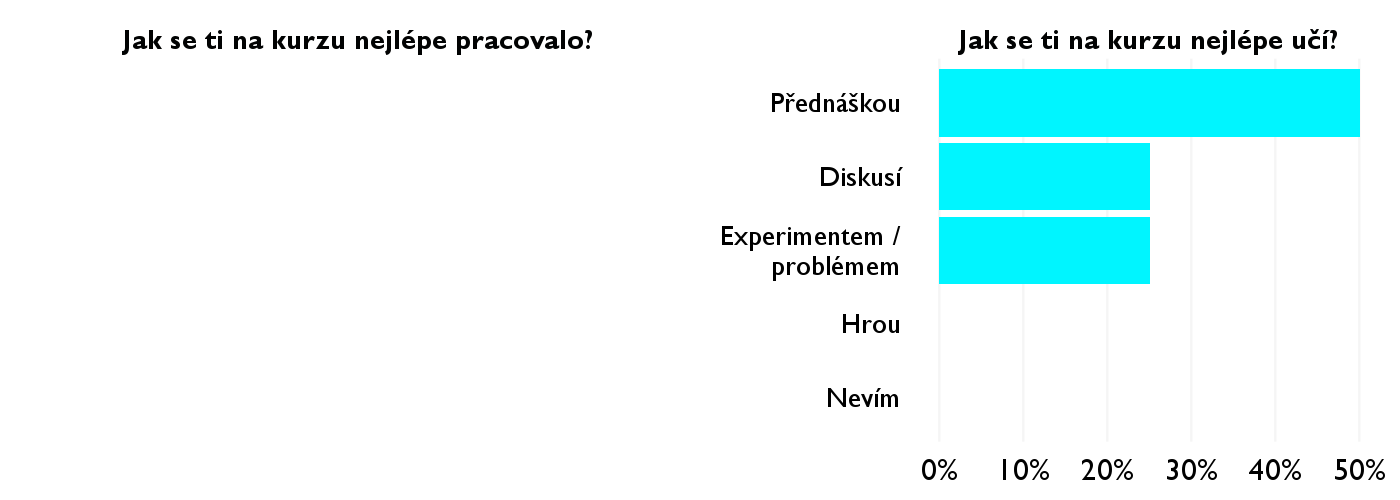 Jak se ti na kurzu nejlépe pracovalo?
Jak se ti na kurzu nejlépe učí?
Přednáškou
Diskusí
Experimentem /
problémem
Hrou
Nevím
0% 10% 20% 30% 40% 50%